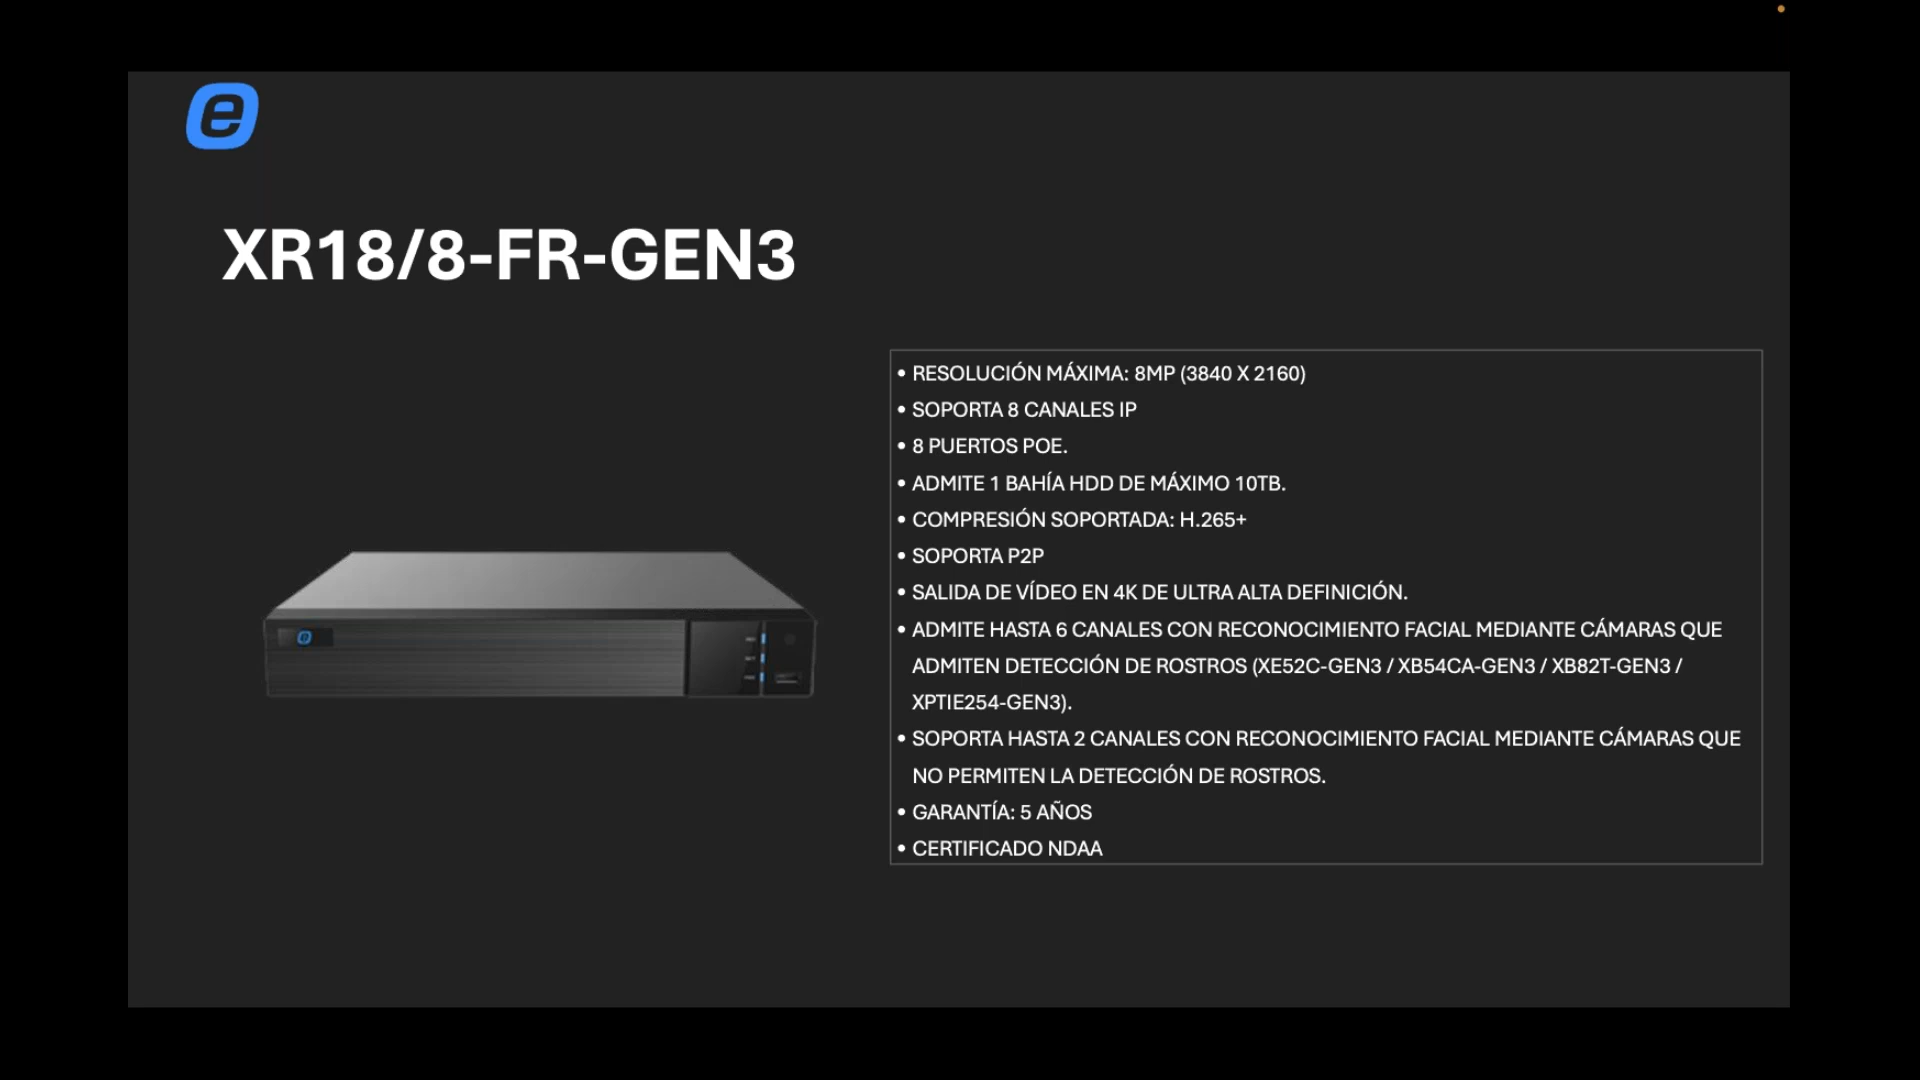 e
XR18/8-FR-GEN3
• RESOLUCIÓN MÁXIMA: 8MP (3840 X 2160)
• SOPORTA 8 CANALES IP
• 8 PUERTOS POE.
• ADMITE 1 BAHÍA HDD DE MÁXIMO 10TB.
• COMPRESIÓN SOPORTADA: H.265+
• SOPORTA P2P
• SALIDA DE VÍDEO EN 4K DE ULTRA ALTA DEFINICIÓN.
• ADMITE HASTA 6 CANALES CON RECONOCIMIENTO FACIAL MEDIANTE CÁMARAS QUE
ADMITEN DETECCIÓN DE ROSTROS (XE52C-GEN3 / XB54CA-GEN3 / XB82T-GEN3 /
XPTIE254-GEN3).
• SOPORTA HASTA 2 CANALES CON RECONOCIMIENTO FACIAL MEDIANTE CÁMARAS QUE
NO PERMITEN LA DETECCIÓN DE ROSTROS.
• GARANTÍA: 5 AÑOS
• CERTIFICADO NDAA
e